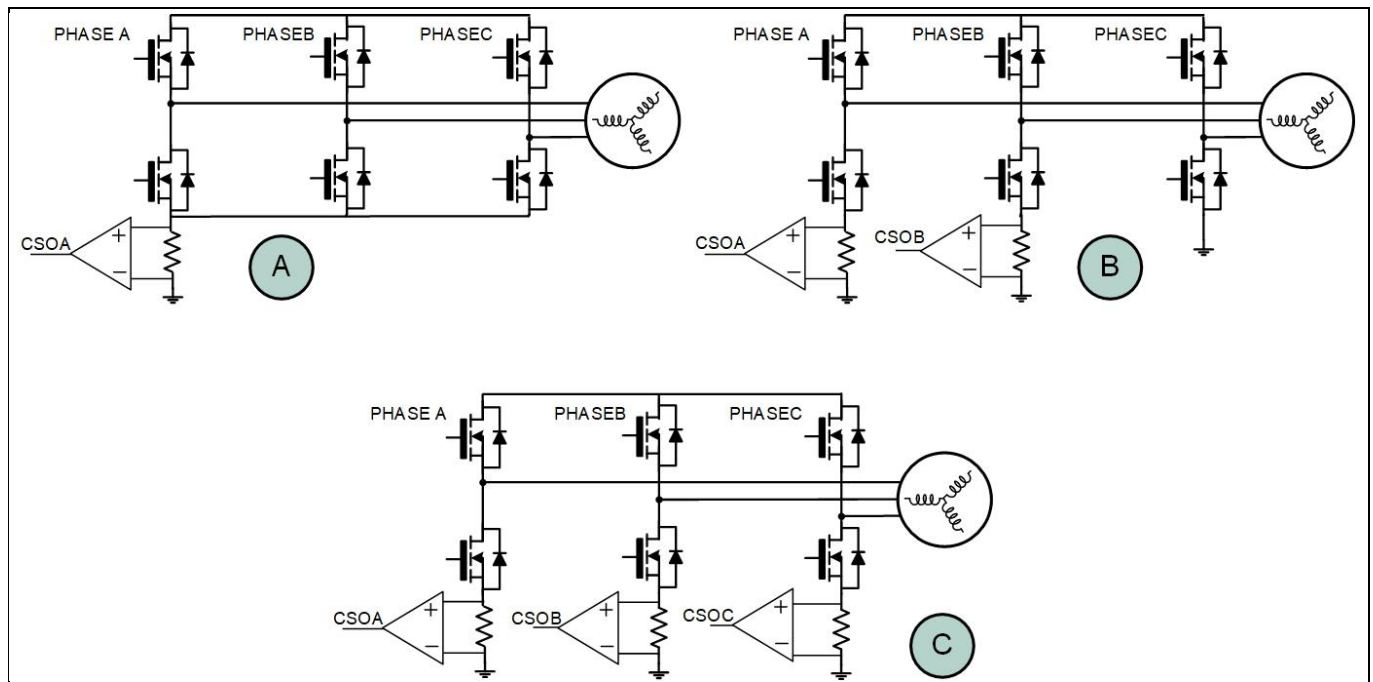 PHASE A PHASEB PHASEC
CSOA
+
−
A
PHASE A PHASEB PHASEC
CSOA
+
−
CSOB
+
−
B
PHASE A PHASEB PHASEC
CSOA
+
−
CSOB
+
−
CSOC
+
−
C